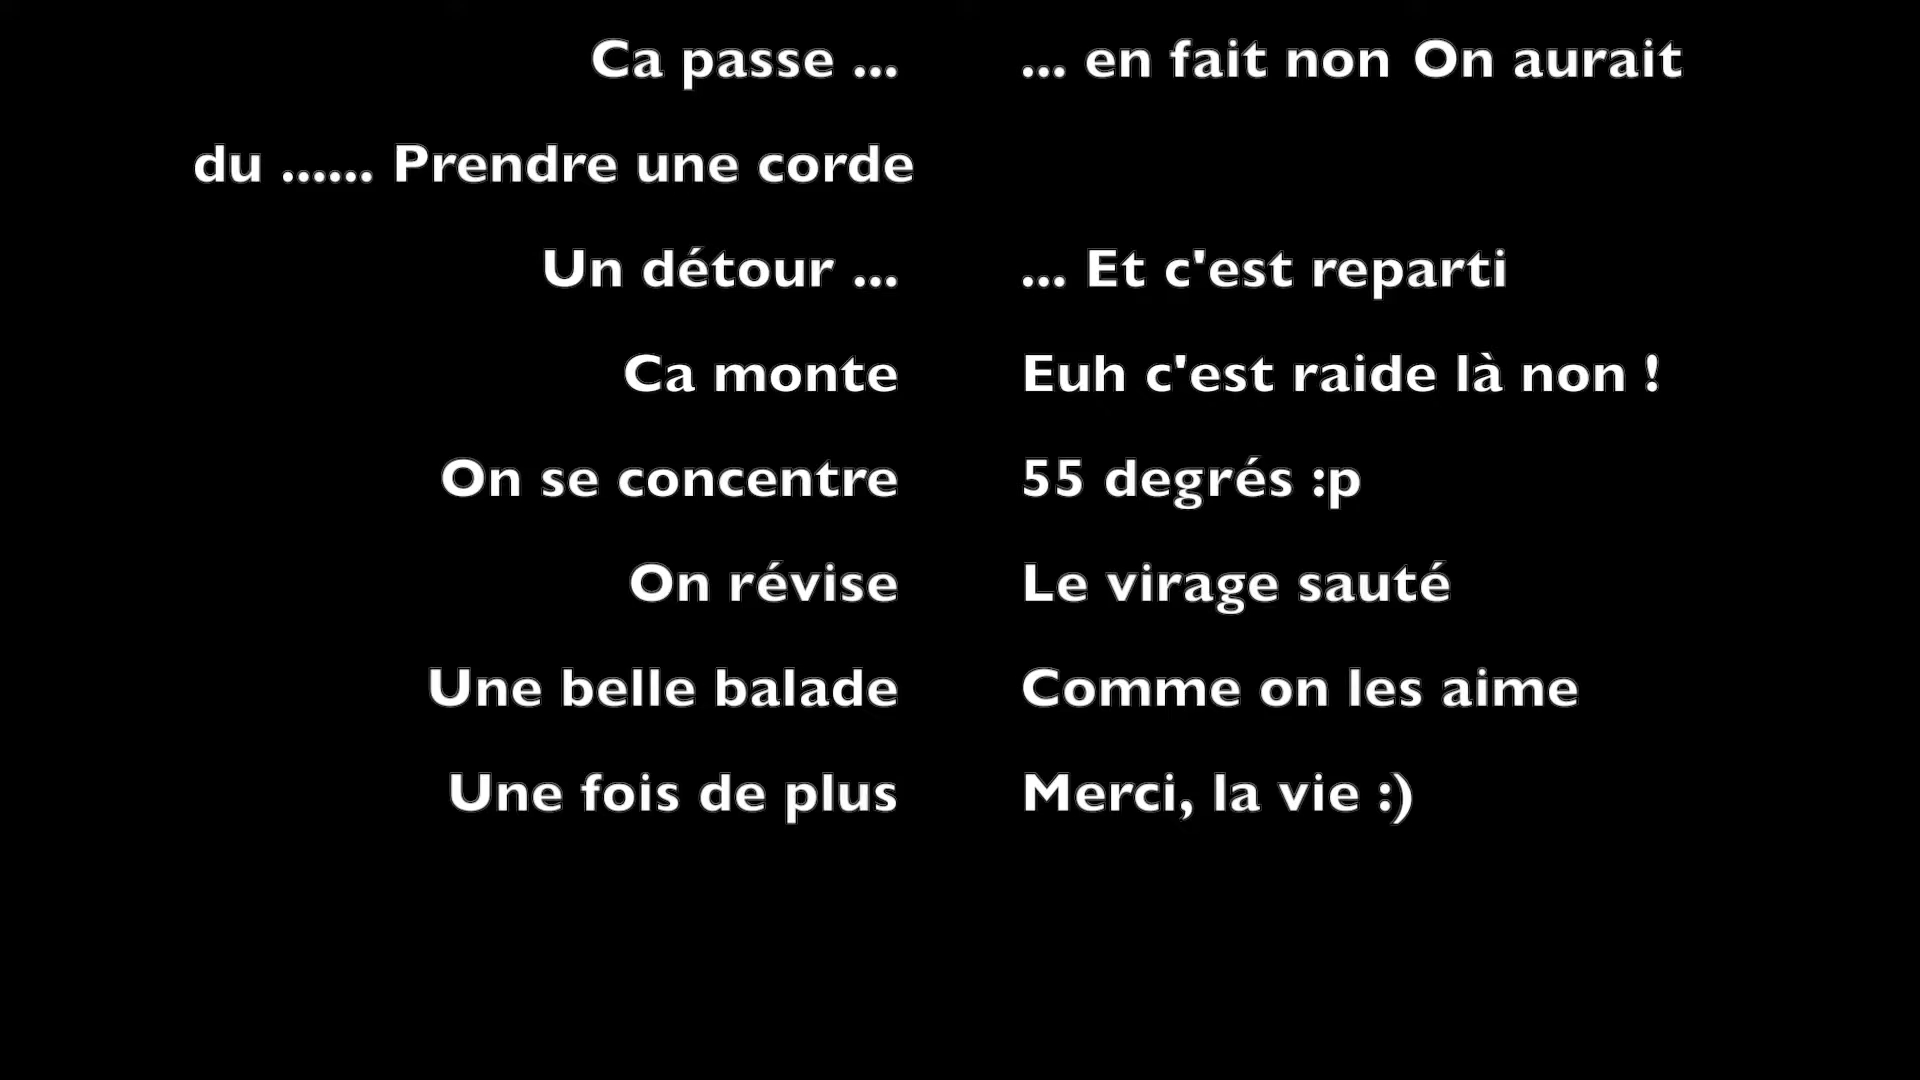 Ca passe ... ... en fait non On aurait
du ...... Prendre une corde
Un détour ... ... Et c'est reparti
Ca monte Euh c'est raide là non !
On se concentre 55 degrés :p
On révise Le virage sauté
Une belle balade Comme on les aime
Une fois de plus Merci, la vie :)